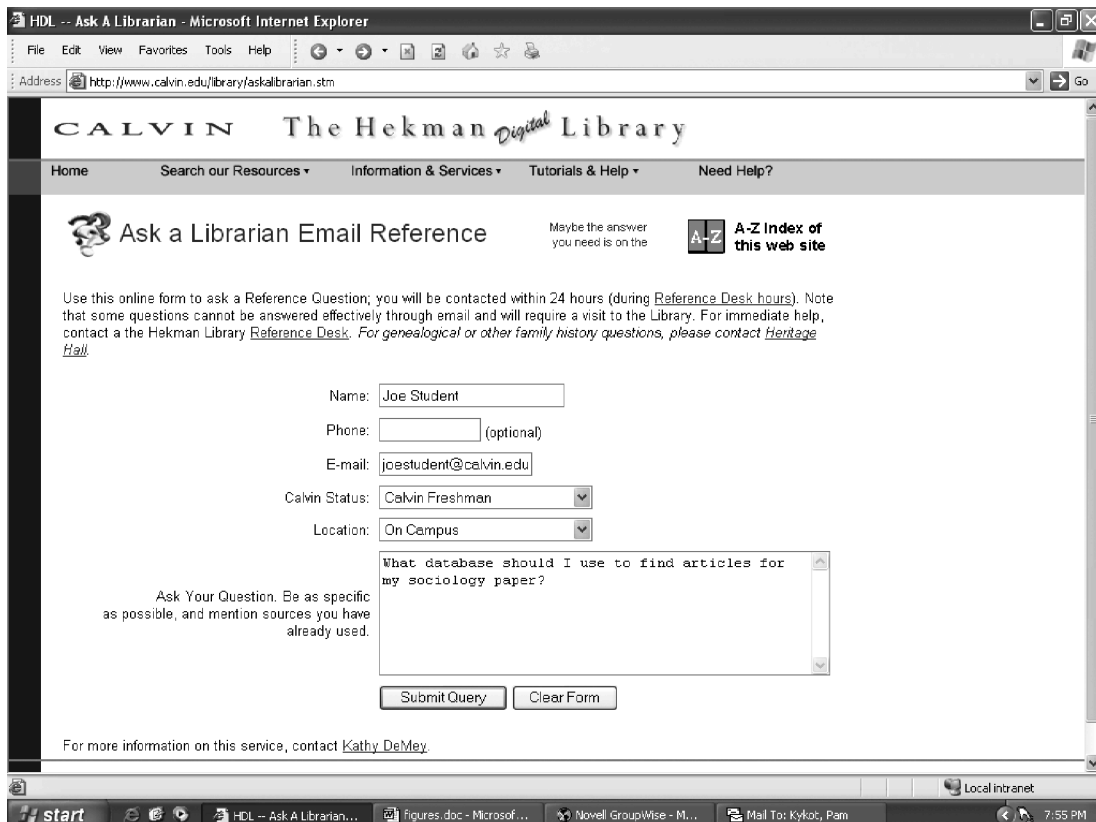 HDL -- Ask A Librarian - Microsoft Internet Explorer
File Edit View Favorites Tools Help
Address http://www.calvin.edu/library/askalibrarian.stm Go
CALVIN The Hekman Digital Library
Home Search our Resources Information & Services Tutorials & Help Need Help?
Ask a Librarian Email Reference
Maybe the answer
you need is on the
A-Z
A-Z Index of
this web site
Use this online form to ask a Reference Question; you will be contacted within 24 hours (during Reference Desk hours). Note
that some questions cannot be answered effectively through email and will require a visit to the Library. For immediate help,
contact a the Hekman Library Reference Desk. For genealogical or other family history questions, please contact Heritage
Hall.
Name: Joe Student
Phone: (optional)
E-mail: joestudent@calvin.edu
Calvin Status: Calvin Freshman
Location: On Campus
What database should I use to find articles for
my sociology paper?
Ask Your Question. Be as specific
as possible, and mention sources you have
already used.
Submit Query Clear Form
For more information on this service, contact Kathy DeMey.
Local intranet
start HDL -- Ask A Librarian... figures.doc - Microsof... Novell GroupWise - M... Mail To: Kykot, Pam 7:55 PM